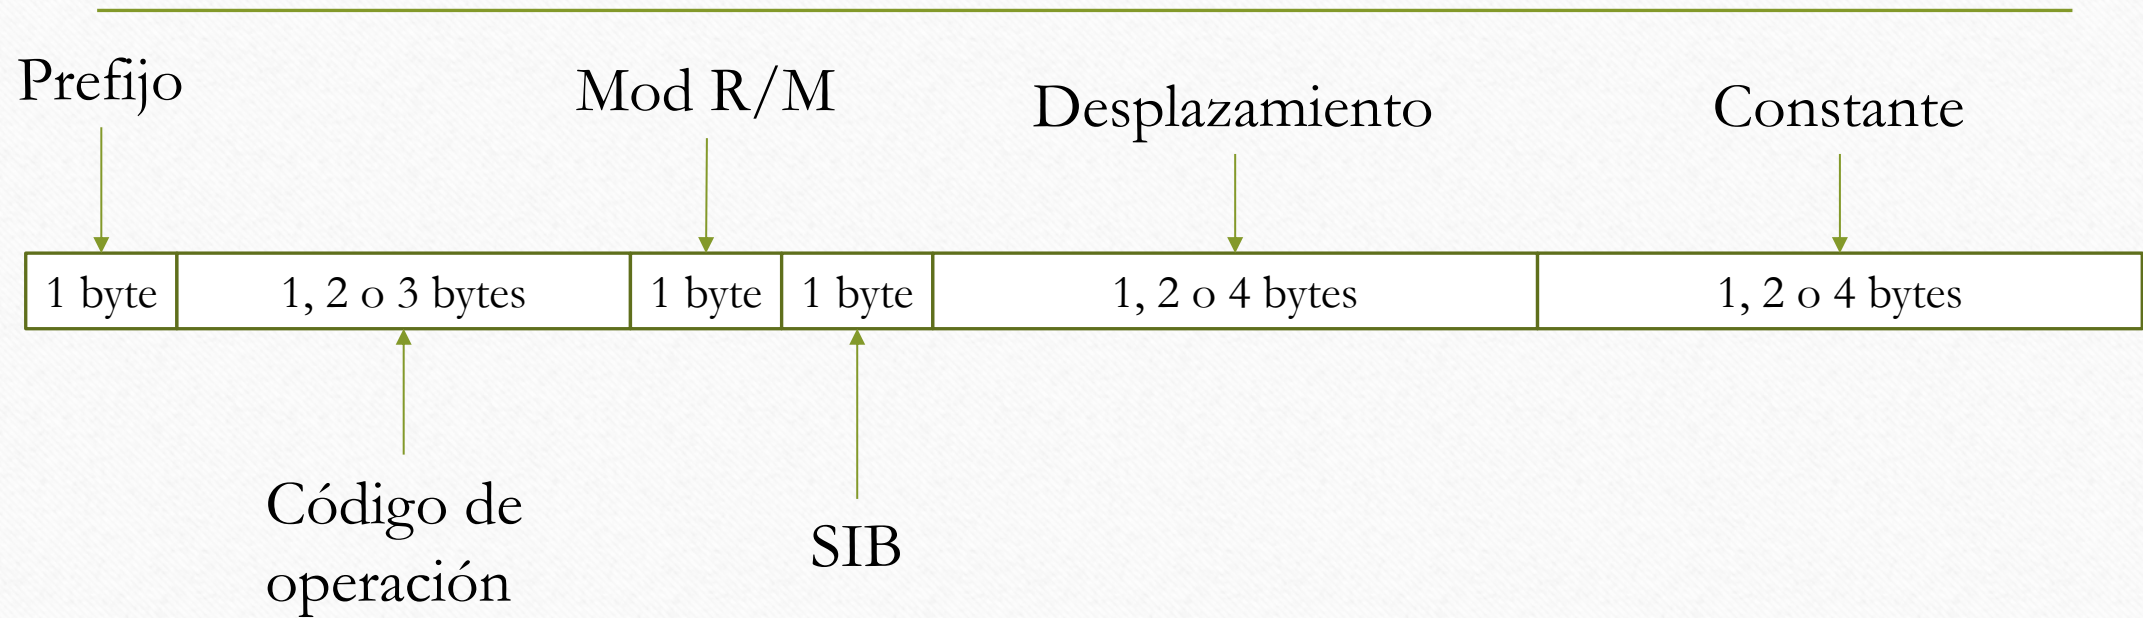 Prefijo
Mod R/M
Desplazamiento
Constante
1 byte
1, 2 o 3 bytes
1 byte
1 byte
1, 2 o 4 bytes
1, 2 o 4 bytes
Código de
operación
SIB